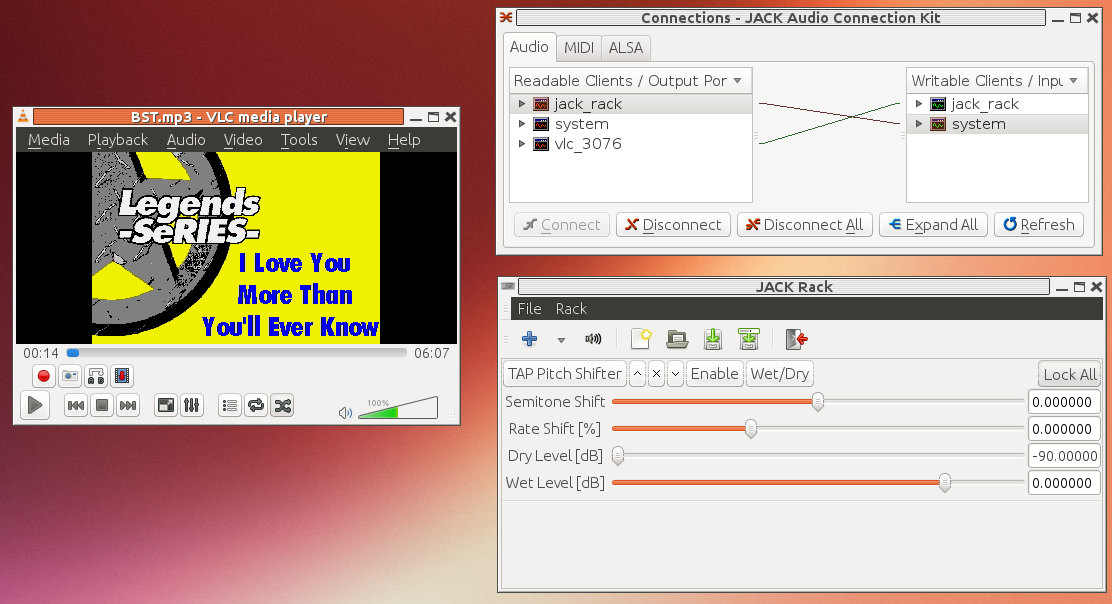 BST.mp3 - VLC media player
Media Playback Audio Video Tools View Help
Legends
-SeRIES-
I Love You
More Than
You'll Ever Know
00:14 06:07
100%
Connections - JACK Audio Connection Kit
Audio MIDI ALSA
Readable Clients / Output Por Writable Clients / Inpu
jack_rack jack_rack
system system
vlc_3076
Connect Disconnect Disconnect All Expand All Refresh
JACK Rack
File Rack
TAP Pitch Shifter Enable Wet/Dry Lock All
Semitone Shift 0.000000
Rate Shift [%] 0.000000
Dry Level [dB] -90.00000
Wet Level [dB] 0.000000